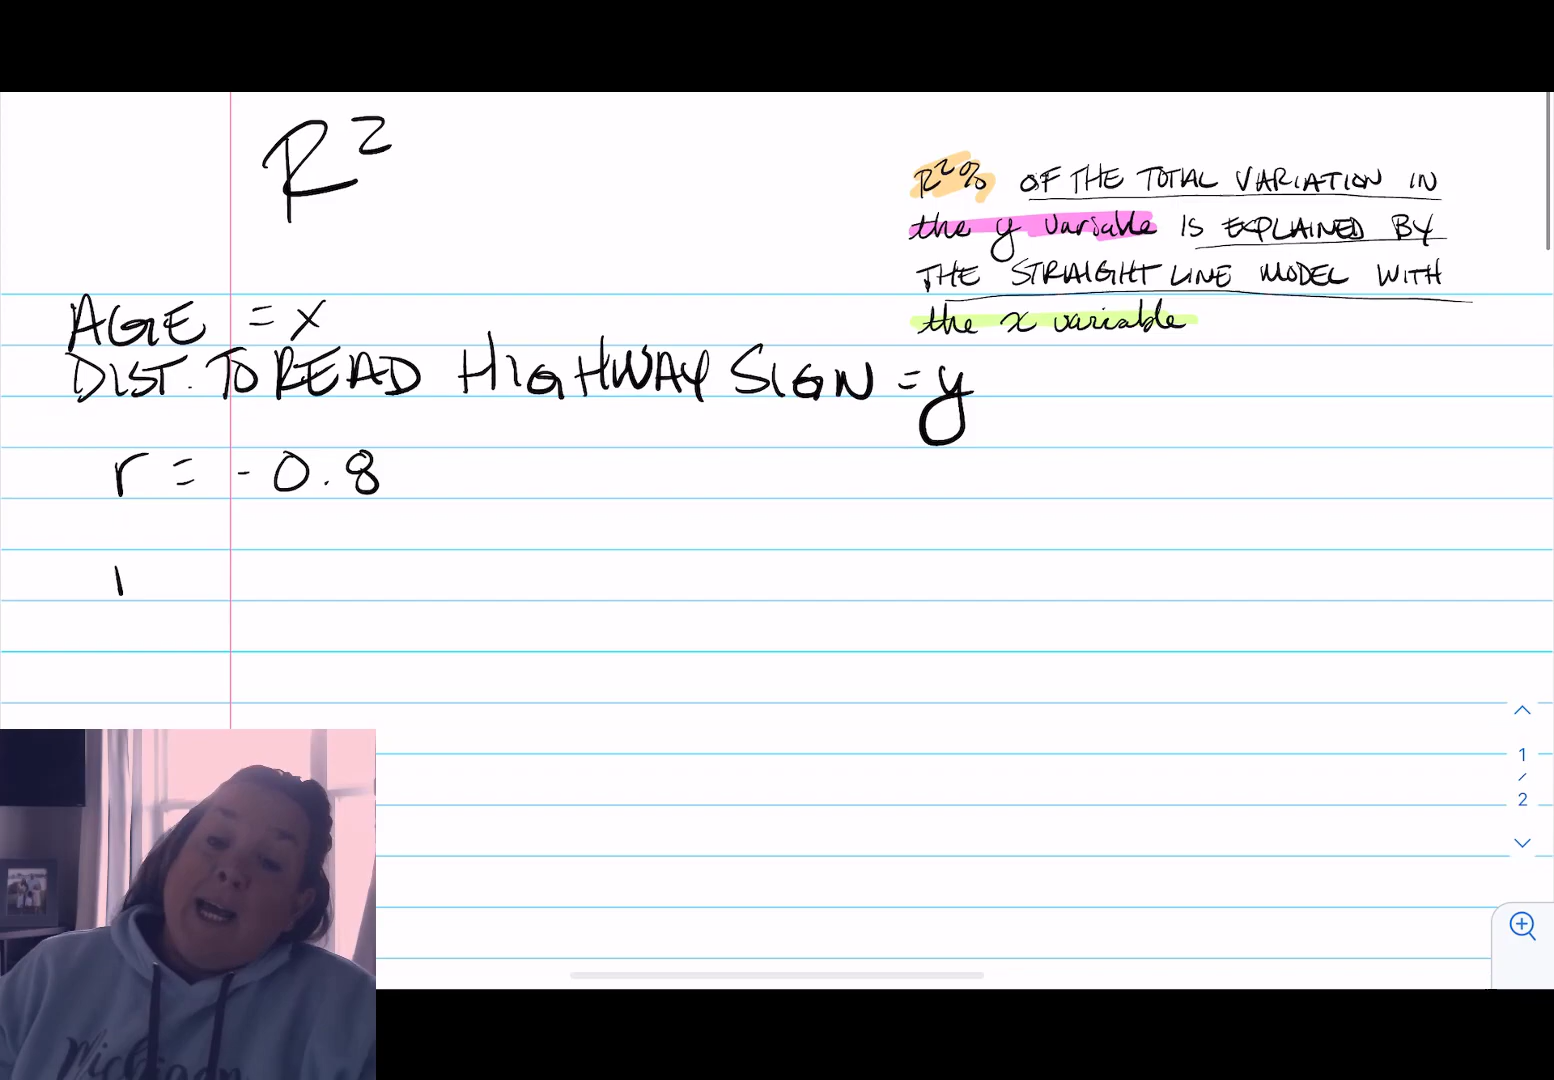 R²
R²% OF THE TOTAL VARIATION IN
the y variable IS EXPLAINED BY
THE STRAIGHT LINE MODEL WITH
the x variable
AGE = x
DIST. TO READ HIGHWAY SIGN = y
r = -0.8
1
/
2
Michigan